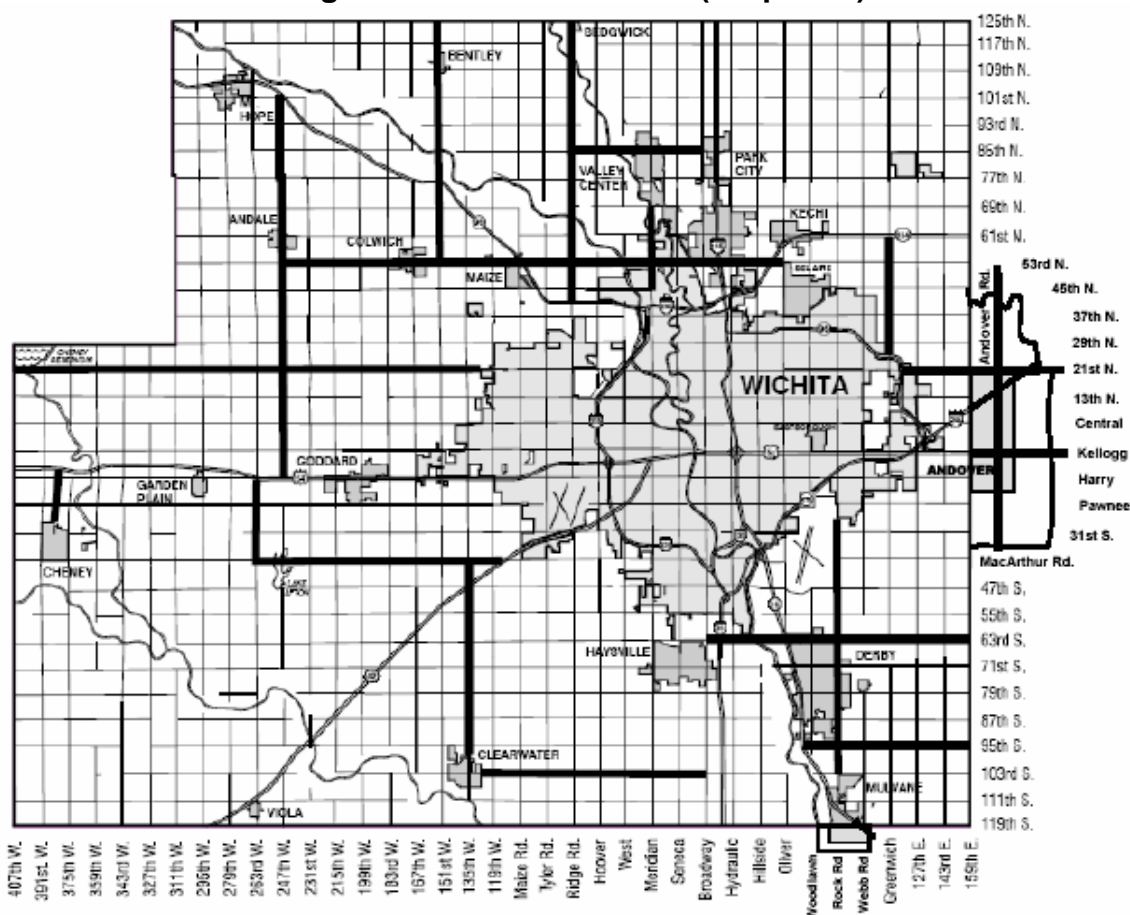 125th N.
SEDGWICK
117th N.
BENTLEY
109th N.
101st N.
MT HOPE
93rd N.
85th N.
PARK CITY
VALLEY CENTER
77th N.
69th N.
ANDALE
KECHI
61st N.
COLWICH
MAIZE
BELAIRE
53rd N.
45th N.
Andover Rd.
37th N.
29th N.
CHENEY RESERVOIR
21st N.
WICHITA
13th N.
Central
EASTBOROUGH
Kellogg
GODDARD
ANDOVER
GARDEN PLAIN
Harry
Pawnee
31st S.
CHENEY
MacArthur Rd.
47th S.
55th S.
63rd S.
HAYSVILLE
DERBY
71st S.
79th S.
87th S.
95th S.
CLEARWATER
103rd S.
MULVANE
111th S.
VIOLA
119th S.
407th W.
391st W.
375th W.
359th W.
343rd W.
327th W.
311th W.
295th W.
279th W.
263rd W.
247th W.
231st W.
215th W.
199th W.
183rd W.
167th W.
151st W.
135th W.
119th W.
Maize Rd.
Tyler Rd.
Ridge Rd.
Hoover
West
Meridian
Seneca
Broadway
Hydraulic
Hillside
Oliver
Woodlawn
Rock Rd
Webb Rd
Greenwich
127th E.
143rd E.
159th E.